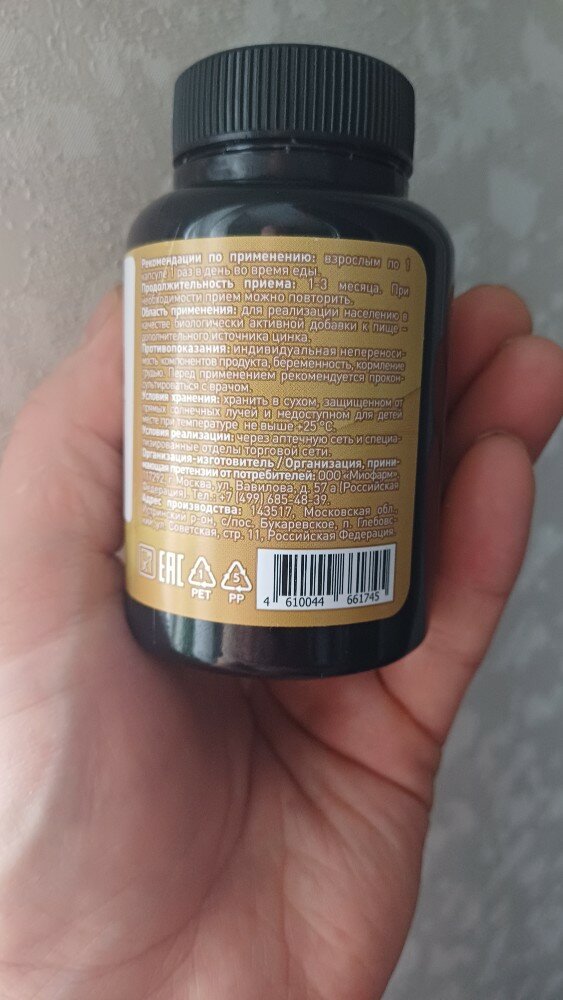 Рекомендации по применению: взрослым по 1
капсуле 1 раз в день во время еды.
Продолжительность приема: 1-3 месяца. При
необходимости прием можно повторить.
Область применения: для реализации населению в
качестве биологически активной добавки к пище -
дополнительного источника цинка.
Противопоказания: индивидуальная непереноси-
мость компонентов продукта, беременность, кормление
грудью. Перед применением рекомендуется прокон-
сультироваться с врачом.
Условия хранения: хранить в сухом, защищенном от
прямых солнечных лучей и недоступном для детей
месте при температуре не выше +25 °С.
Условия реализации: через аптечную сеть и специа-
лизированные отделы торговой сети.
Организация-изготовитель / Организация, прини-
мающая претензии от потребителей: ООО «Миофарм»,
г. Москва, ул. Вавилова, д. 57 а (Российская
Федерация). Тел.: +7 (499) 685-48-39.
Адрес производства: 143517, Московская обл.,
Истринский р-он, с/пос. Букаревское, п. Глебовс-
кий, ул. Советская, стр. 11, Российская Федерация.
EAC 1 PET 5 PP
4 610044 661745